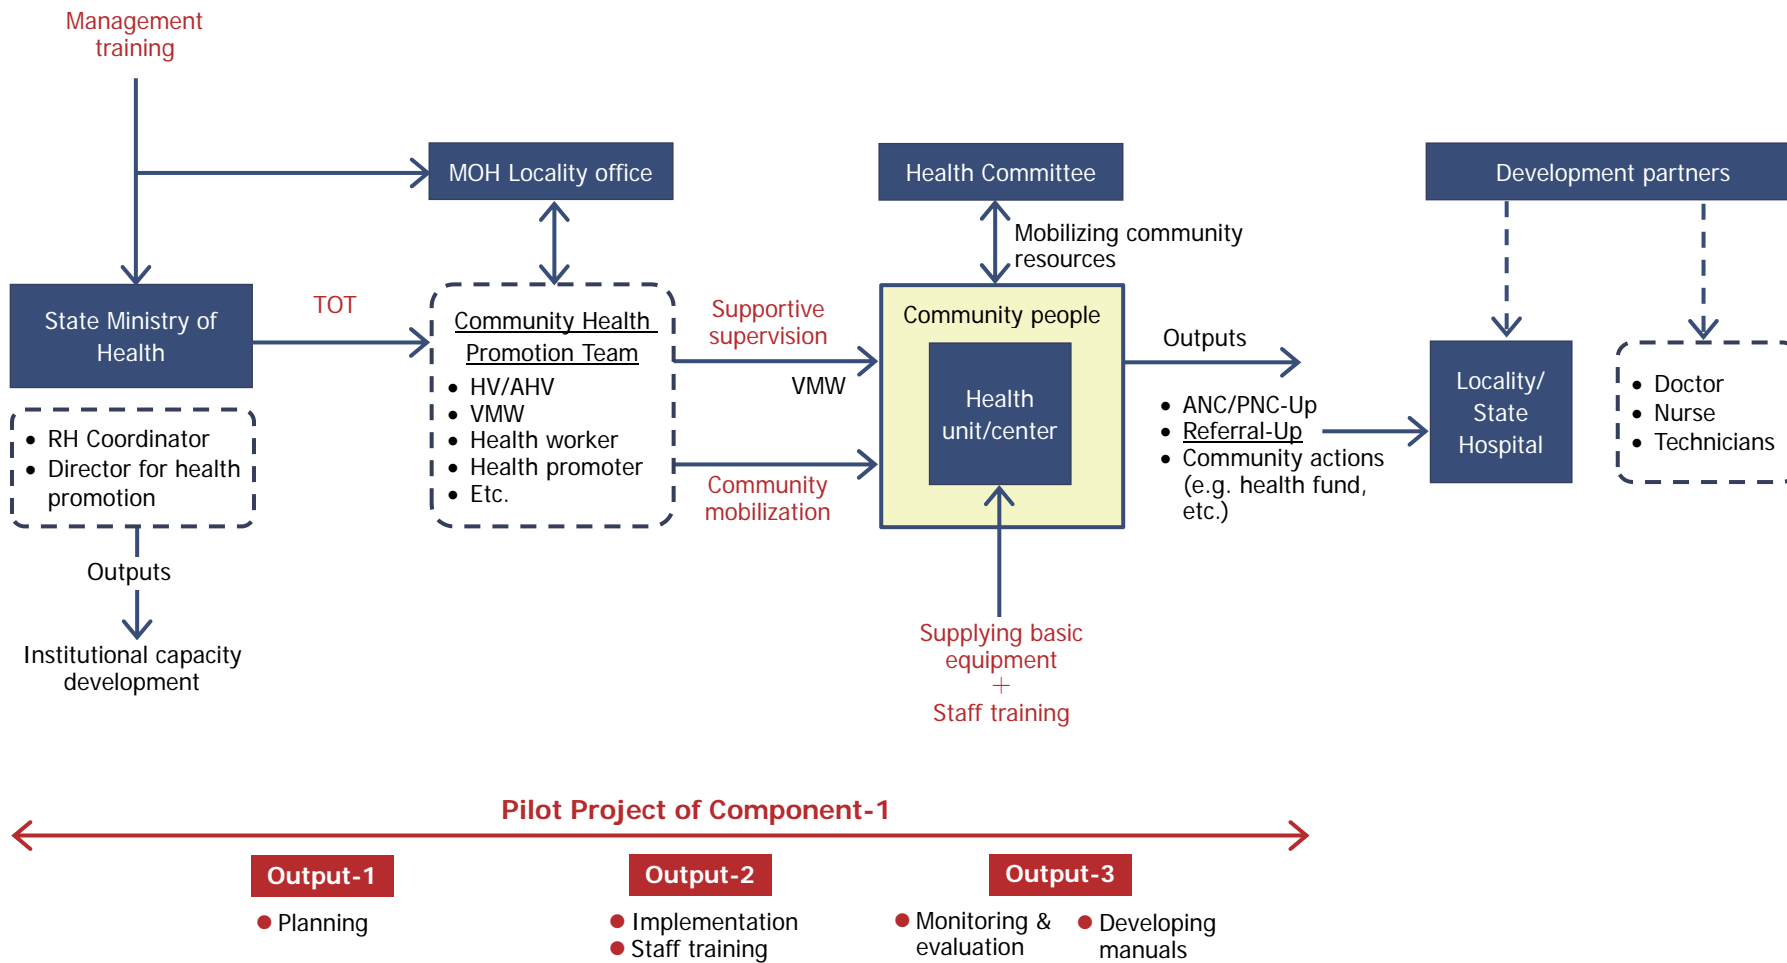 Management
training
MOH Locality office
Health Committee
Development partners
Mobilizing community
resources
State Ministry of
Health
TOT
Community Health
Promotion Team
• HV/AHV
• VMW
• Health worker
• Health promoter
• Etc.
Supportive
supervision
VMW
Community
mobilization
Community people
Health
unit/center
Outputs
• ANC/PNC-Up
• Referral-Up
• Community actions
(e.g. health fund,
etc.)
Locality/
State
Hospital
• Doctor
• Nurse
• Technicians
• RH Coordinator
• Director for health
promotion
Outputs
Institutional capacity
development
Supplying basic
equipment
+
Staff training
Pilot Project of Component-1
Output-1
● Planning
Output-2
● Implementation
● Staff training
Output-3
● Monitoring &
evaluation
● Developing
manuals